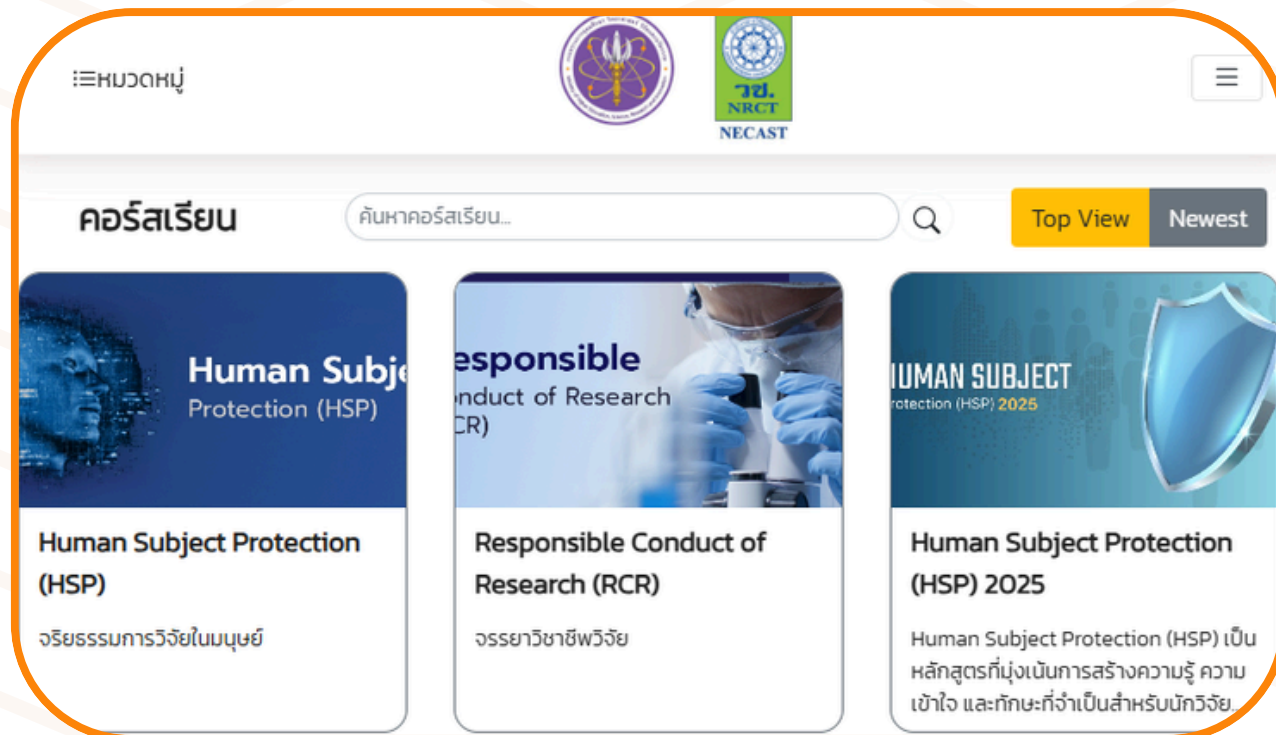 หมวดหมู่
วช.
NRCT
NECAST
คอร์สเรียน
ค้นหาคอร์สเรียน...
Top View
Newest
Human Subje
Protection (HSP)
esponsible
nduct of Research
CR)
HUMAN SUBJECT
rotection (HSP) 2025
Human Subject Protection
(HSP)
จริยธรรมการวิจัยในมนุษย์
Responsible Conduct of
Research (RCR)
จรรยาวิชาชีพวิจัย
Human Subject Protection
(HSP) 2025
Human Subject Protection (HSP) เป็น
หลักสูตรที่มุ่งเน้นการสร้างความรู้ ความ
เข้าใจ และทักษะที่จำเป็นสำหรับนักวิจัย...